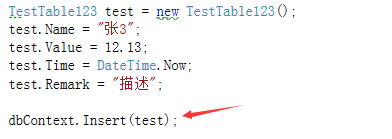 TestTable123 test = new TestTable123();
test.Name = "张3";
test.Value = 12.13;
test.Time = DateTime.Now;
test.Remark = "描述";
dbContext.Insert(test);